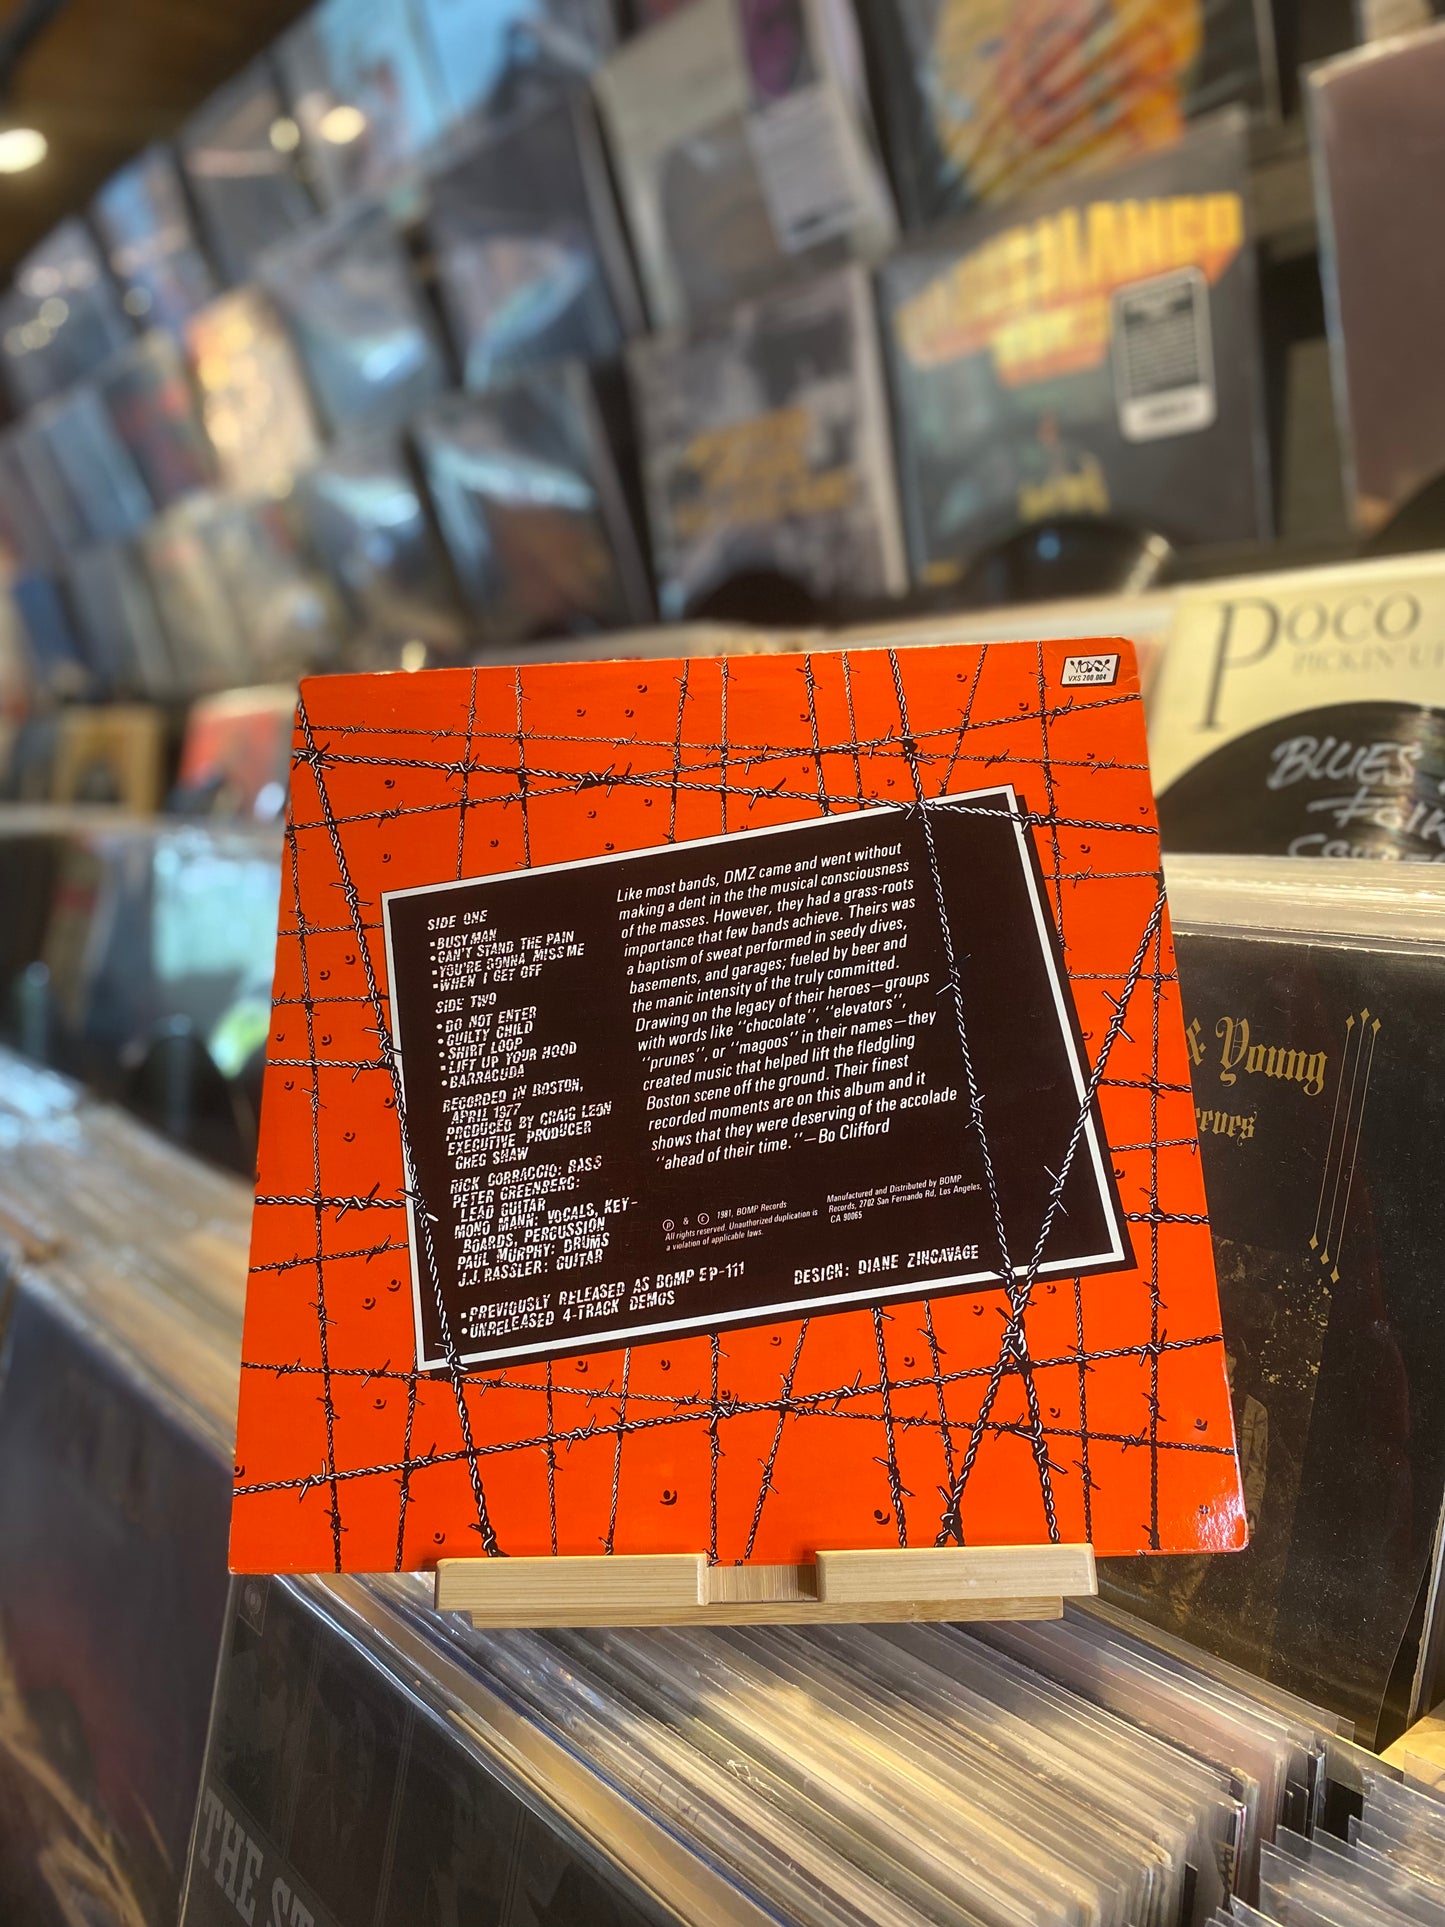 VOXX
VXS 200.004
SIDE ONE
▪BUSY MAN
•CAN'T STAND THE PAIN
▪YOU'RE GONNA MISS ME
▪WHEN I GET OFF
SIDE TWO
• DO NOT ENTER
• GUILTY CHILD
• SHIRT LOOP
▪LIFT UP YOUR HOOD
•BARRACUDA
RECORDED IN BOSTON,
APRIL 1977
PRODUCED BY CRAIG LEON
EXECUTIVE PRODUCER
GREG SHAW
RICK CORRACCIO: BASS
PETER GREENBERG:
LEAD GUITAR
MONO MANN: VOCALS, KEY-
BOARDS, PERCUSSION
PAUL MURPHY: DRUMS
J.J. RASSLER: GUITAR
▪PREVIOUSLY RELEASED AS BOMP EP-111
•UNRELEASED 4-TRACK DEMOS
Like most bands, DMZ came and went without
making a dent in the the musical consciousness
of the masses. However, they had a grass-roots
importance that few bands achieve. Theirs was
a baptism of sweat performed in seedy dives,
basements, and garages; fueled by beer and
the manic intensity of the truly committed.
Drawing on the legacy of their heroes—groups
with words like "chocolate", "elevators",
"prunes", or "magoos" in their names—they
created music that helped lift the fledgling
Boston scene off the ground. Their finest
recorded moments are on this album and it
shows that they were deserving of the accolade
"ahead of their time."—Bo Clifford
Ⓟ & © 1981, BOMP Records
All rights reserved. Unauthorized duplication is
a violation of applicable laws.
Manufactured and Distributed by BOMP
Records, 2702 San Fernando Rd, Los Angeles,
CA 90065
DESIGN: DIANE ZINCAVAGE
POCO
PICKIN' U
BLUES
FOLK
& Young
THE ST